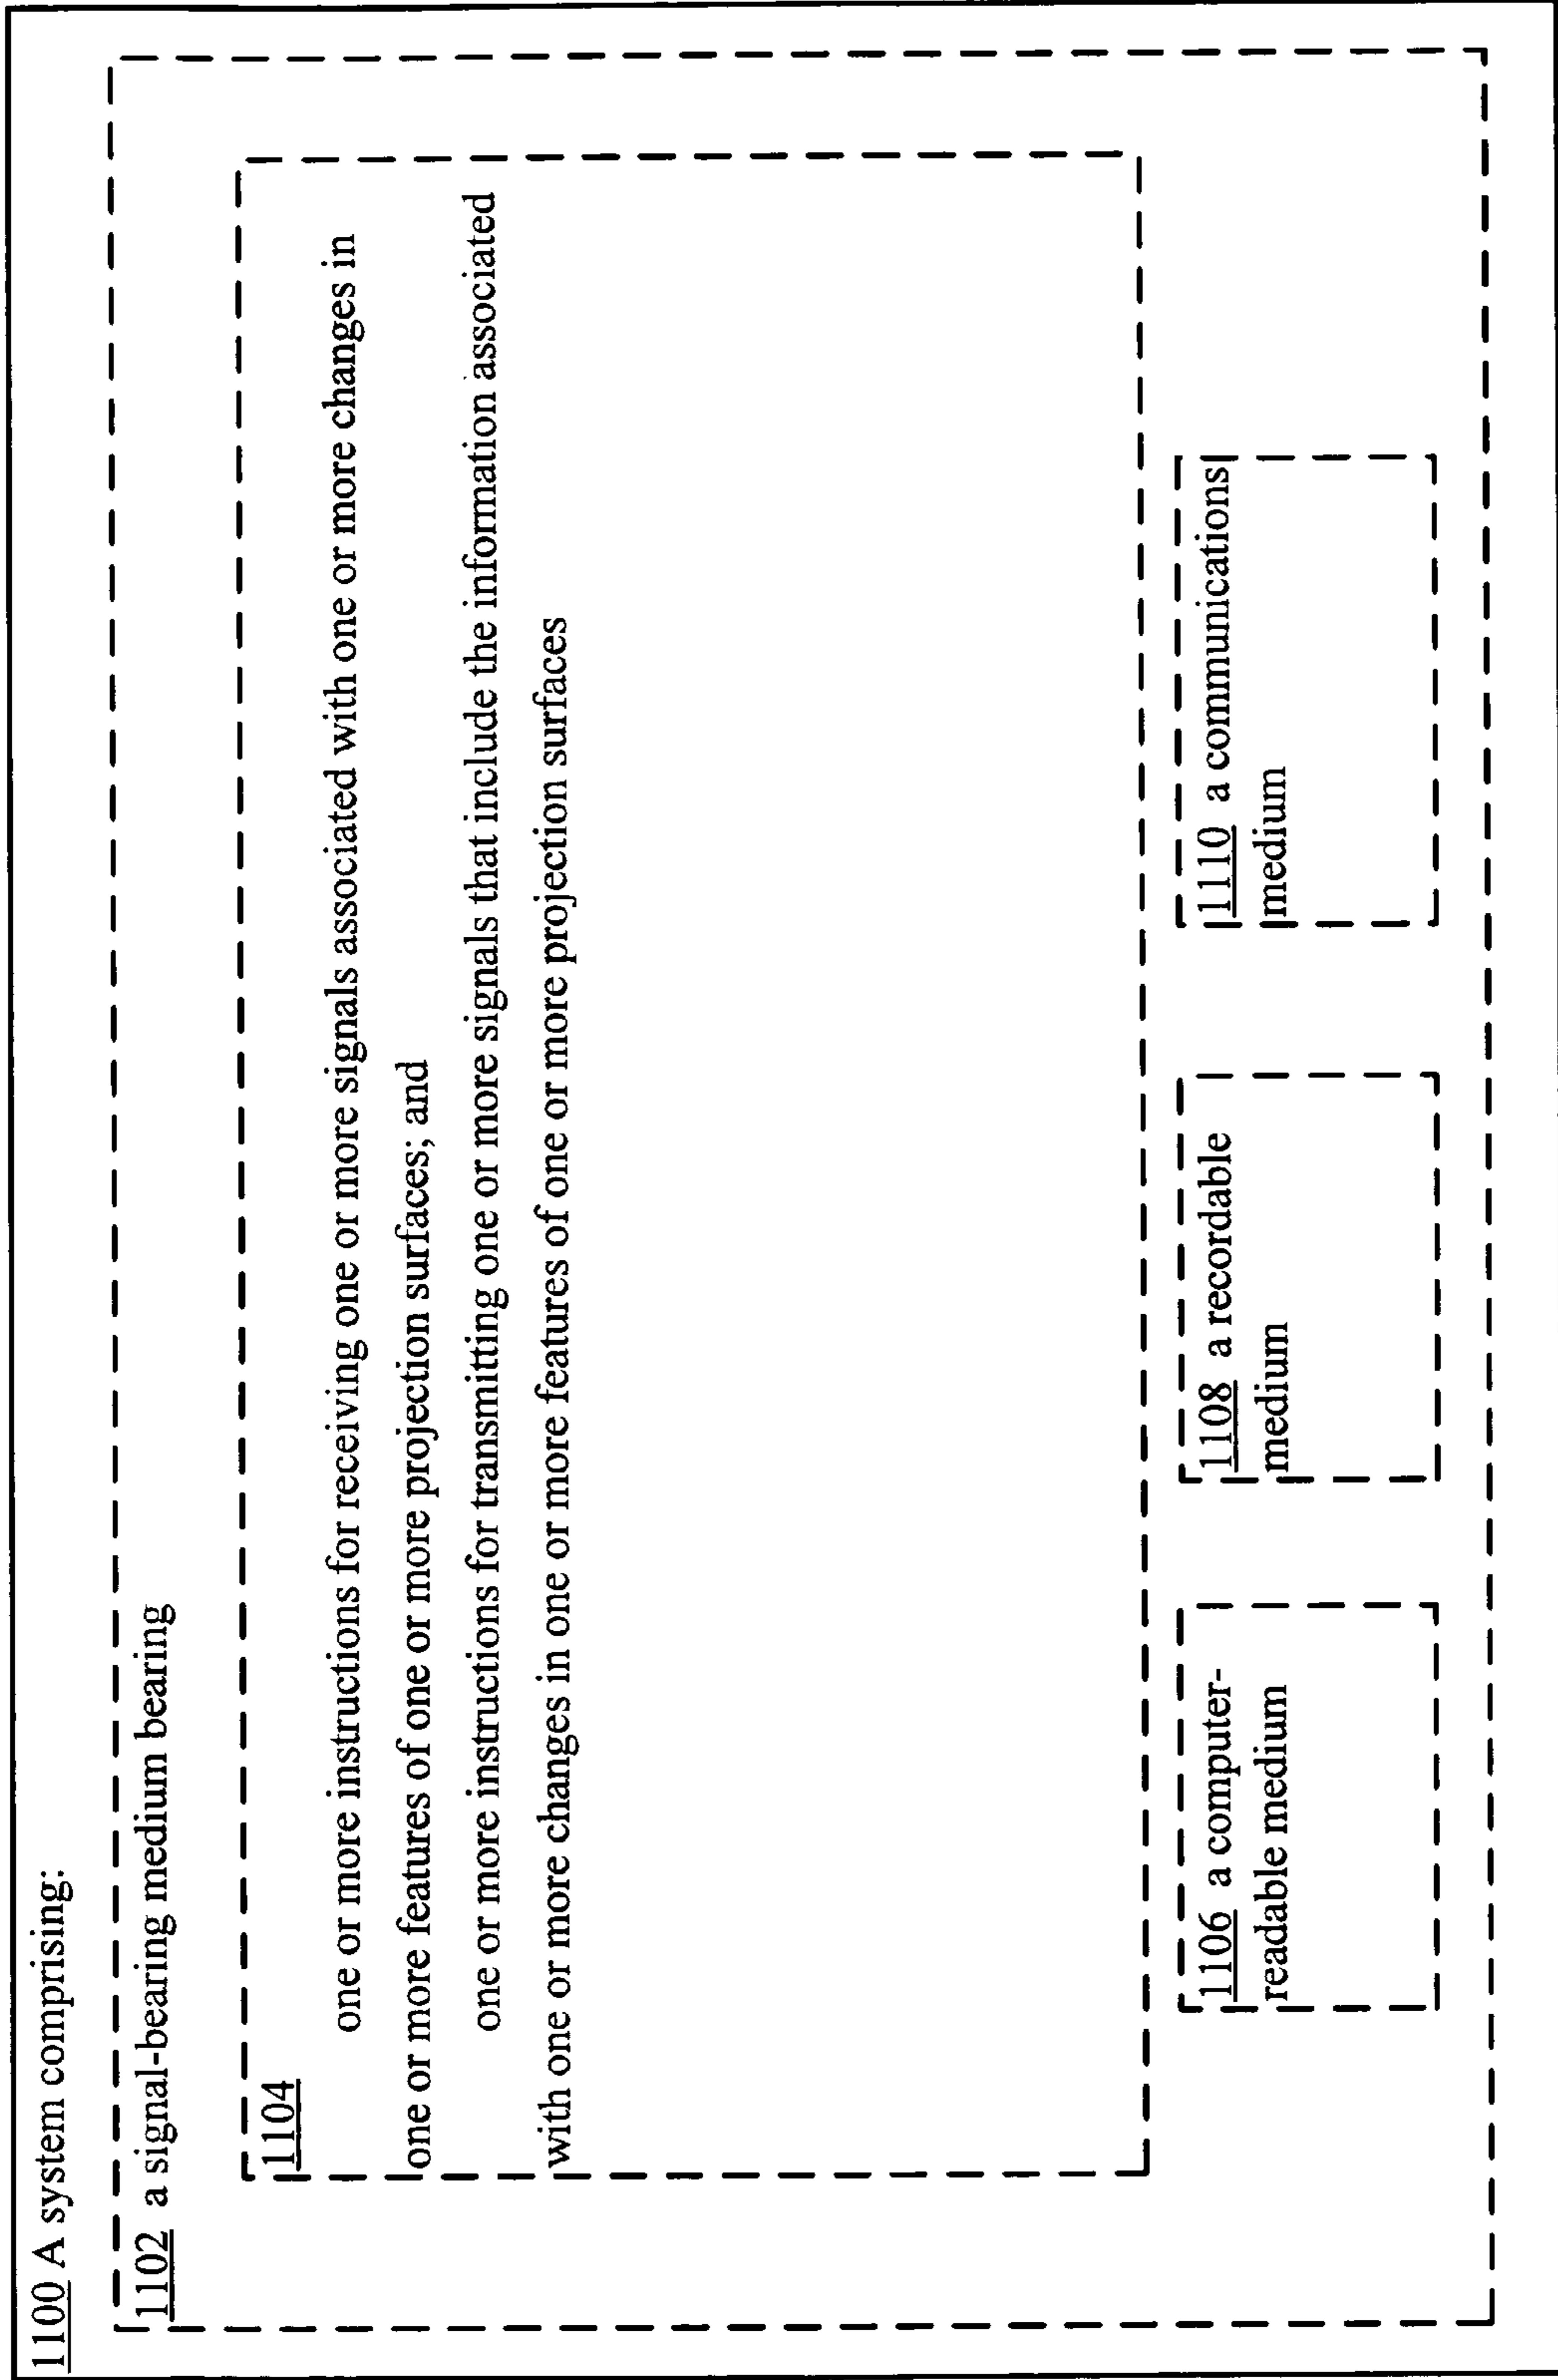 1100 A system comprising:
1102 a signal-bearing medium bearing
1104
one or more instructions for receiving one or more signals associated with one or more changes in
one or more features of one or more projection surfaces; and
one or more instructions for transmitting one or more signals that include the information associated
with one or more changes in one or more features of one or more projection surfaces
1106 a computer-
readable medium
1108 a recordable
medium
1110 a communications
medium